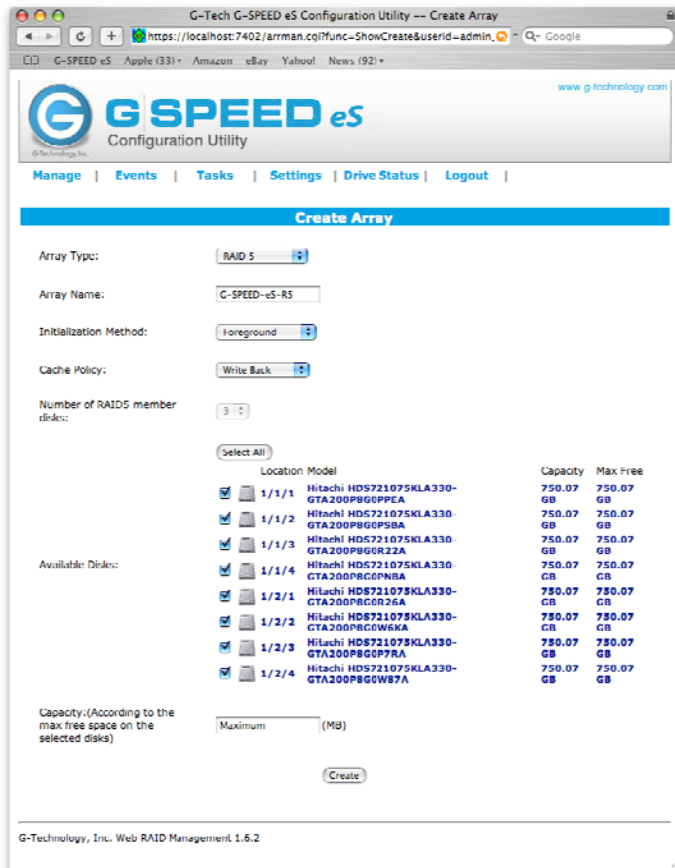 G-Tech G-SPEED eS Configuration Utility -- Create Array
https://localhost:7402/arrman.cgi?func=ShowCreate&userid=admin,
Google
G-SPEED eS Apple (33) Amazon eBay Yahoo! News (92)
www.g-technology.com
G SPEED eS
Configuration Utility
G-Technology, Inc.
Manage | Events | Tasks | Settings | Drive Status | Logout |
Create Array
Array Type: RAID 5
Array Name: G-SPEED-eS-R5
Initialization Method: Foreground
Cache Policy: Write Back
Number of RAID5 member
disks:
3
Select All
Location Model Capacity Max Free
1/1/1 Hitachi HDS721075KLA330- 750.07 750.07
GTA200P8G0PPEA GB GB
1/1/2 Hitachi HDS721075KLA330- 750.07 750.07
GTA200P8G0PSBA GB GB
1/1/3 Hitachi HDS721075KLA330- 750.07 750.07
GTA200P8G0R22A GB GB
Available Disks:
1/1/4 Hitachi HDS721075KLA330- 750.07 750.07
GTA200P8G0PNBA GB GB
1/2/1 Hitachi HDS721075KLA330- 750.07 750.07
GTA200P8G0R26A GB GB
1/2/2 Hitachi HDS721075KLA330- 750.07 750.07
GTA200P8G0W6KA GB GB
1/2/3 Hitachi HDS721075KLA330- 750.07 750.07
GTA200P8G0P7RA GB GB
1/2/4 Hitachi HDS721075KLA330- 750.07 750.07
GTA200P8G0W87A GB GB
Capacity:(According to the
max free space on the
selected disks)
Maximum (MB)
Create
G-Technology, Inc. Web RAID Management 1.6.2